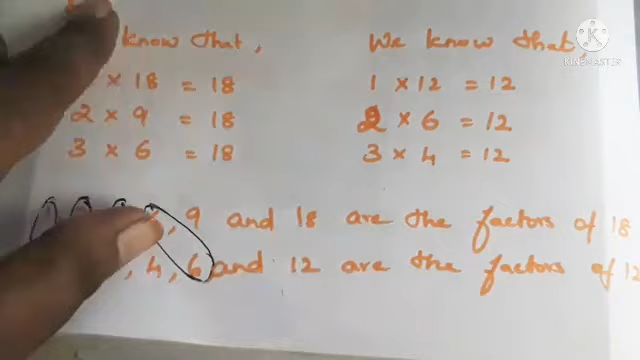 know that,
We know that,
× 18 = 18
1 × 12 = 12
2 × 9 = 18
2 × 6 = 12
3 × 6 = 18
3 × 4 = 12
, 9 and 18 are the factors of 18
, 4, 6 and 12 are the factors of 12
KINEMASTER